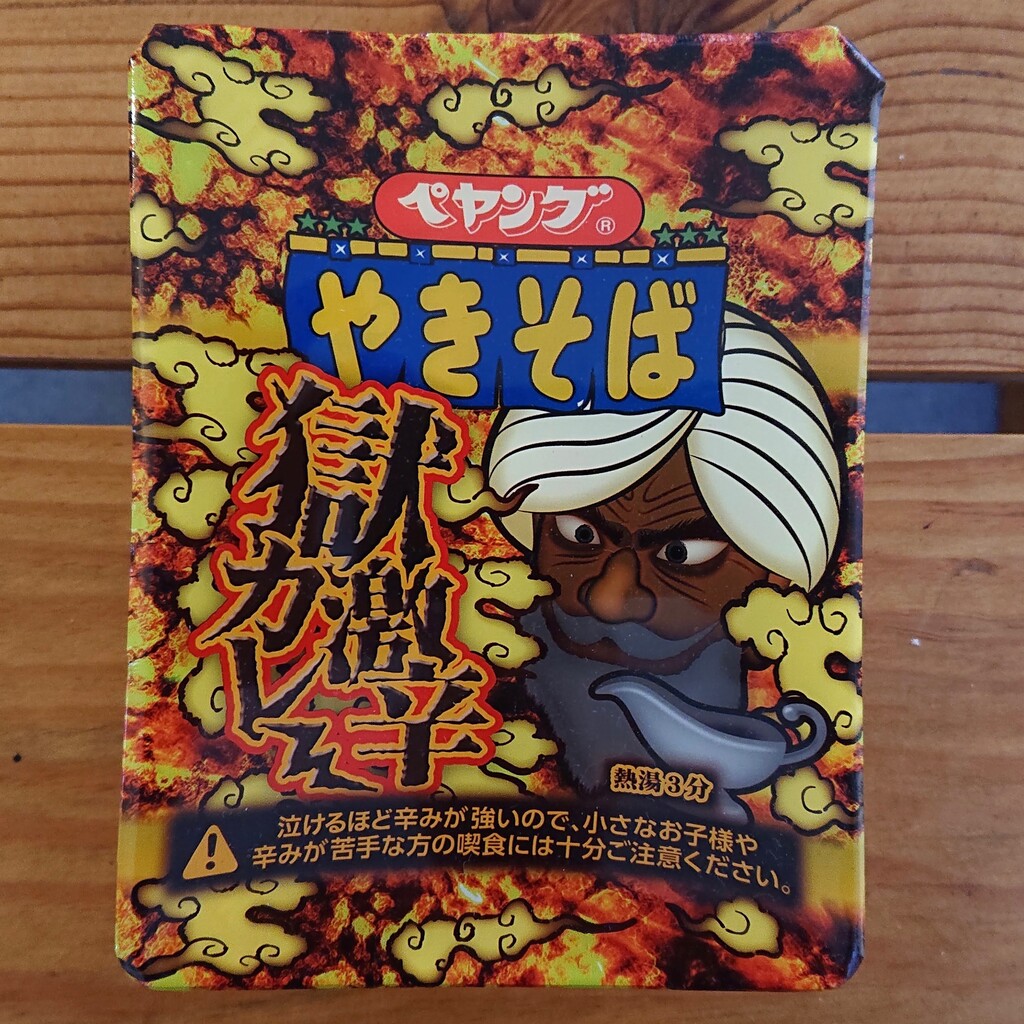 ペヤング®
やきそば
獄激辛
カレー
熱湯3分
泣けるほど辛みが強いので、小さなお子様や
辛みが苦手な方の喫食には十分ご注意ください。